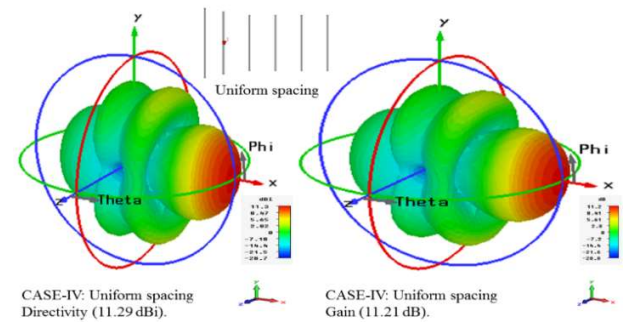 Y
Y
Uniform spacing
Phi
Phi
x
x
z
Theta
z
Theta
dBi
11.3
8.47
5.65
2.82
0
-7.18
-14.4
-21.5
-28.7
dB
11.2
8.41
5.61
2.8
0
-7.2
-14.4
-21.6
-28.8
CASE-IV: Uniform spacing
Directivity (11.29 dBi).
CASE-IV: Uniform spacing
Gain (11.21 dB).